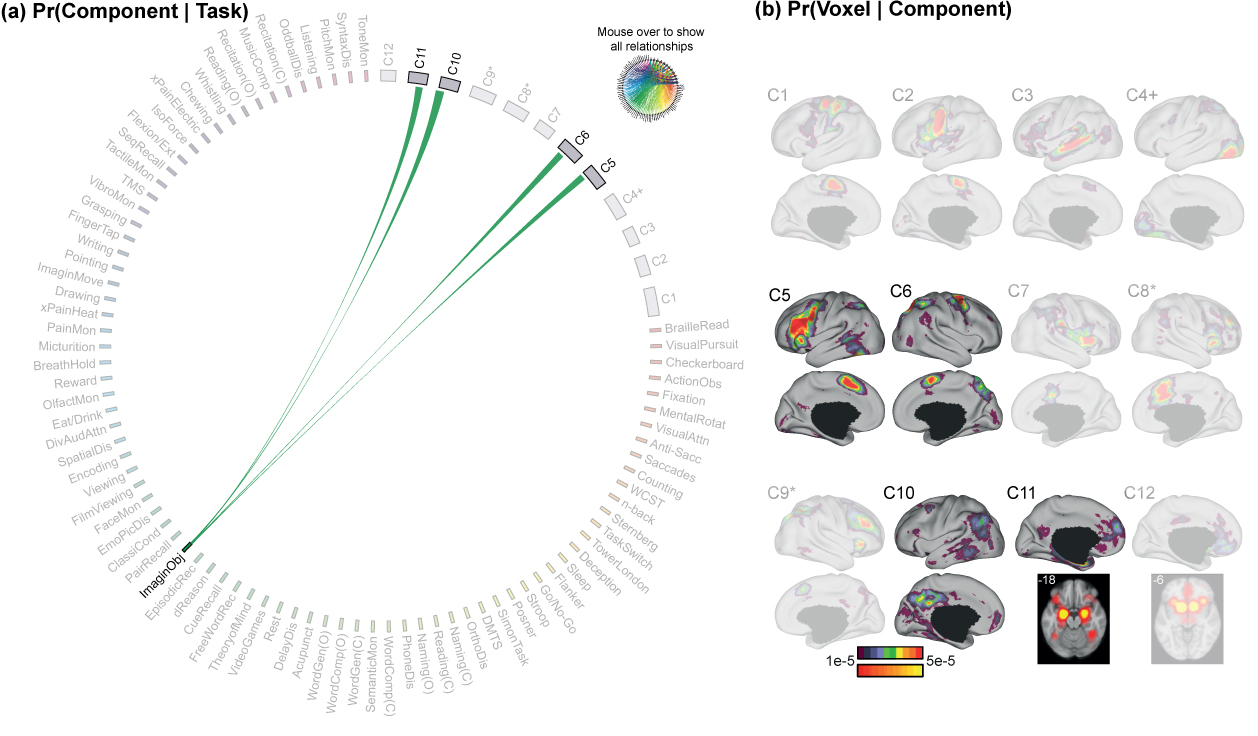 (a) Pr(Component | Task)
(b) Pr(Voxel | Component)
Mouse over to show
all relationships
C12
C11
C10
C9*
C8*
C7
C6
C5
C4+
C3
C2
C1
BrailleRead
VisualPursuit
Checkerboard
ActionObs
Fixation
MentalRotat
VisualAttn
Anti-Sacc
Saccades
Counting
WCST
n-back
Sternberg
TaskSwitch
TowerLondon
Deception
Sleep
Flanker
Go/No-Go
Stroop
Posner
SimonTask
DMTS
OrthoDis
Naming(C)
Reading(C)
Naming(O)
PhoneDis
WordComp(C)
SemanticMon
WordGen(C)
WordComp(O)
WordGen(O)
Acupunct
DelayDis
Rest
VideoGames
TheoryofMind
FreeWordRec
CueRecall
dReason
EpisodicRec
ImaginObj
PairRecall
ClassiCond
EmoPicDis
FaceMon
FilmViewing
Viewing
Encoding
SpatialDis
DivAudAttn
Eat/Drink
OlfactMon
Reward
BreathHold
Micturition
PainMon
xPainHeat
Drawing
ImaginMove
Pointing
Writing
FingerTap
Grasping
VibroMon
TMS
TactileMon
SeqRecall
Flexion/Ext
IsoForce
xPainElectric
Chewing
Whistling
Reading(O)
Recitation(O)
MusicComp
Recitation(C)
OddballDis
Listening
PitchMon
SyntaxDis
ToneMon
C1
C2
C3
C4+
C5
C6
C7
C8*
C9*
C10
C11
C12
-18
-6
1e-5
5e-5